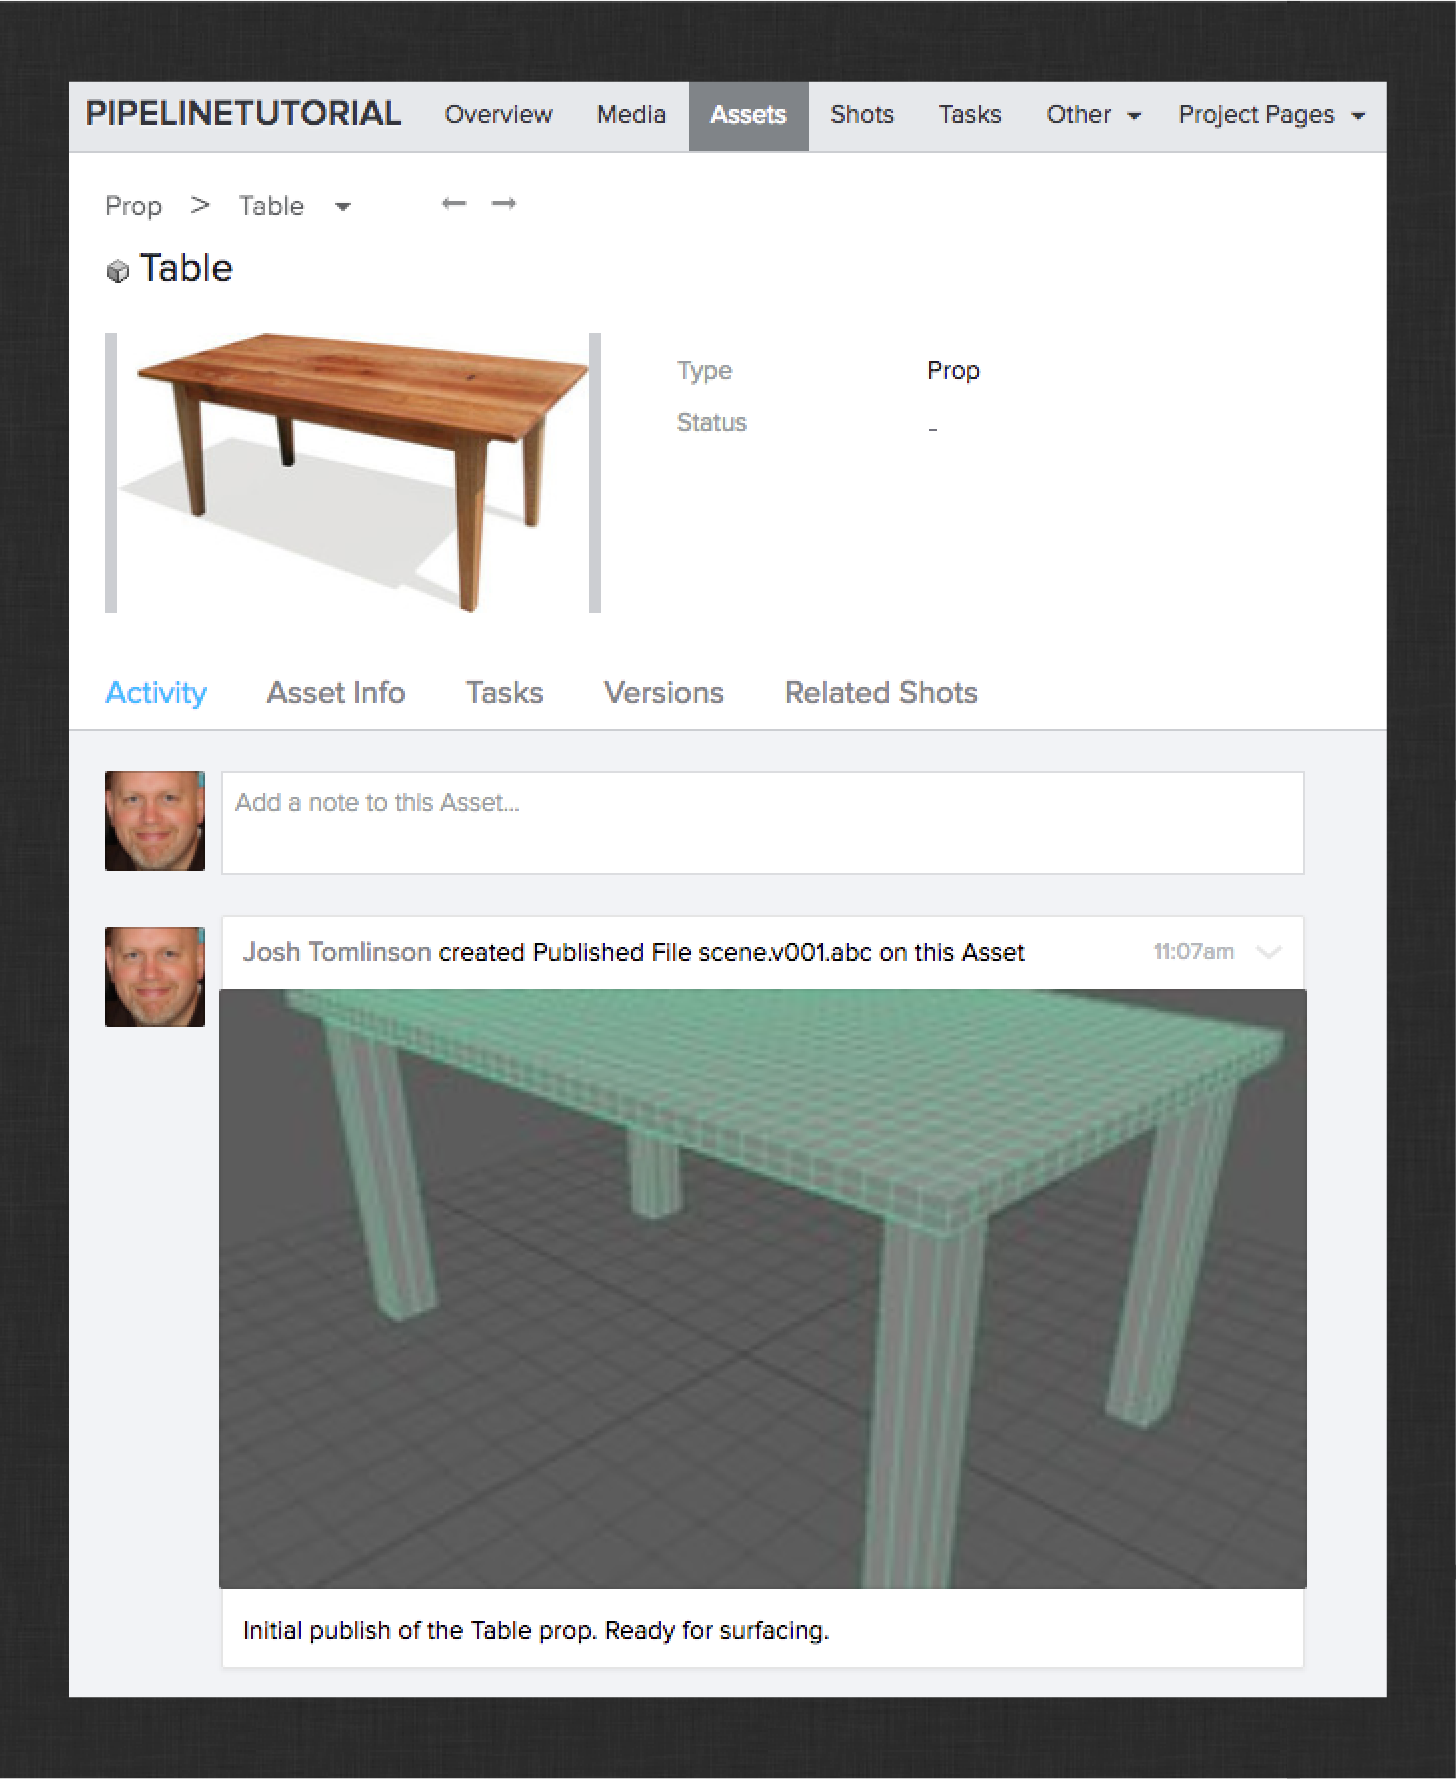 PIPELINETUTORIAL Overview Media Assets Shots Tasks Other Project Pages
Prop > Table
Table
Type Prop
Status -
Activity Asset Info Tasks Versions Related Shots
Add a note to this Asset...
Josh Tomlinson created Published File scene.v001.abc on this Asset 11:07am
Initial publish of the Table prop. Ready for surfacing.